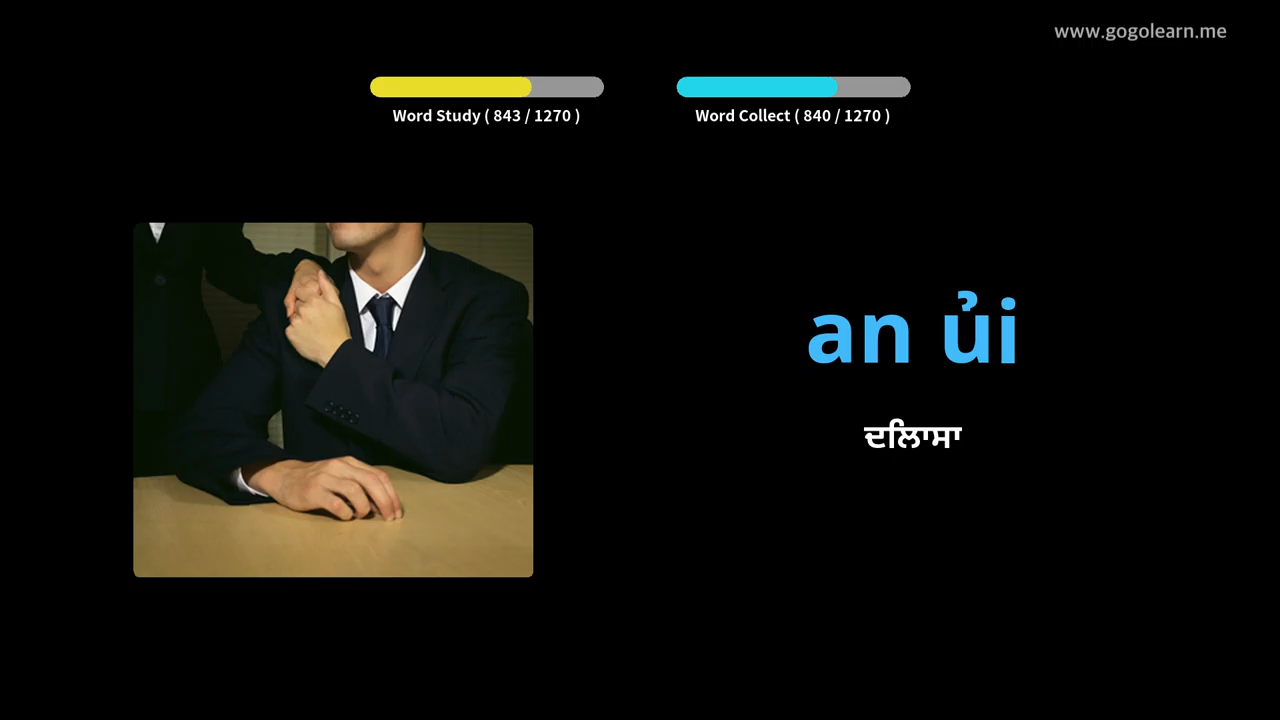 www.gogolearn.me
Word Study ( 843 / 1270 )
Word Collect ( 840 / 1270 )
an ủi
ਦਲਿਾਸਾ